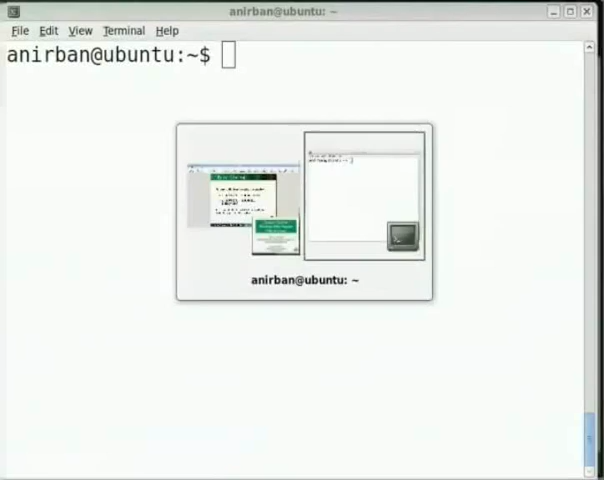 anirban@ubuntu: ~
File Edit View Terminal Help
anirban@ubuntu:~$
anirban@ubuntu: ~